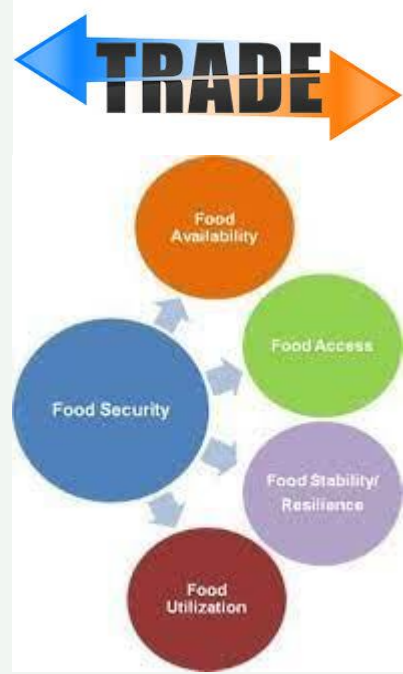 TRADE
Food
Availability
Food Access
Food Security
Food Stability/
Resilience
Food
Utilization